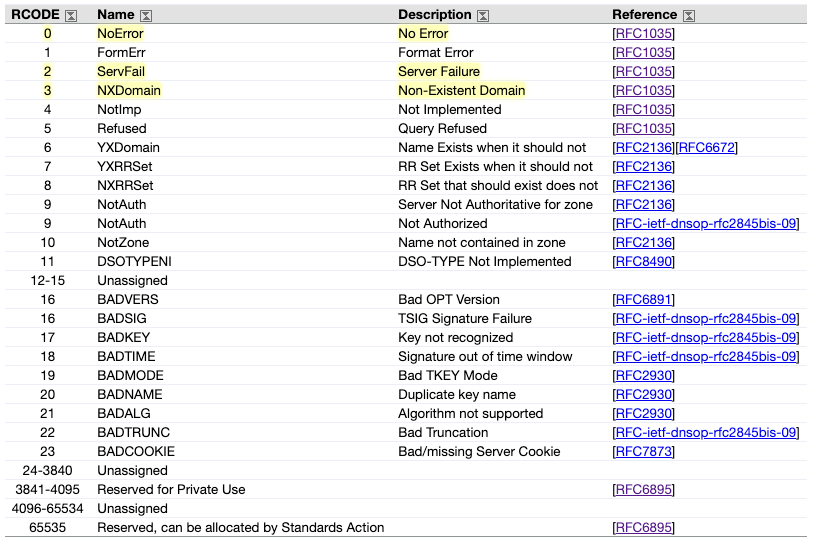 RCODE Name Description Reference
0 NoError No Error [RFC1035]
1 FormErr Format Error [RFC1035]
2 ServFail Server Failure [RFC1035]
3 NXDomain Non-Existent Domain [RFC1035]
4 NotImp Not Implemented [RFC1035]
5 Refused Query Refused [RFC1035]
6 YXDomain Name Exists when it should not [RFC2136][RFC6672]
7 YXRRSet RR Set Exists when it should not [RFC2136]
8 NXRRSet RR Set that should exist does not [RFC2136]
9 NotAuth Server Not Authoritative for zone [RFC2136]
9 NotAuth Not Authorized [RFC-ietf-dnsop-rfc2845bis-09]
10 NotZone Name not contained in zone [RFC2136]
11 DSOTYPENI DSO-TYPE Not Implemented [RFC8490]
12-15 Unassigned
16 BADVERS Bad OPT Version [RFC6891]
16 BADSIG TSIG Signature Failure [RFC-ietf-dnsop-rfc2845bis-09]
17 BADKEY Key not recognized [RFC-ietf-dnsop-rfc2845bis-09]
18 BADTIME Signature out of time window [RFC-ietf-dnsop-rfc2845bis-09]
19 BADMODE Bad TKEY Mode [RFC2930]
20 BADNAME Duplicate key name [RFC2930]
21 BADALG Algorithm not supported [RFC2930]
22 BADTRUNC Bad Truncation [RFC-ietf-dnsop-rfc2845bis-09]
23 BADCOOKIE Bad/missing Server Cookie [RFC7873]
24-3840 Unassigned
3841-4095 Reserved for Private Use [RFC6895]
4096-65534 Unassigned
65535 Reserved, can be allocated by Standards Action [RFC6895]